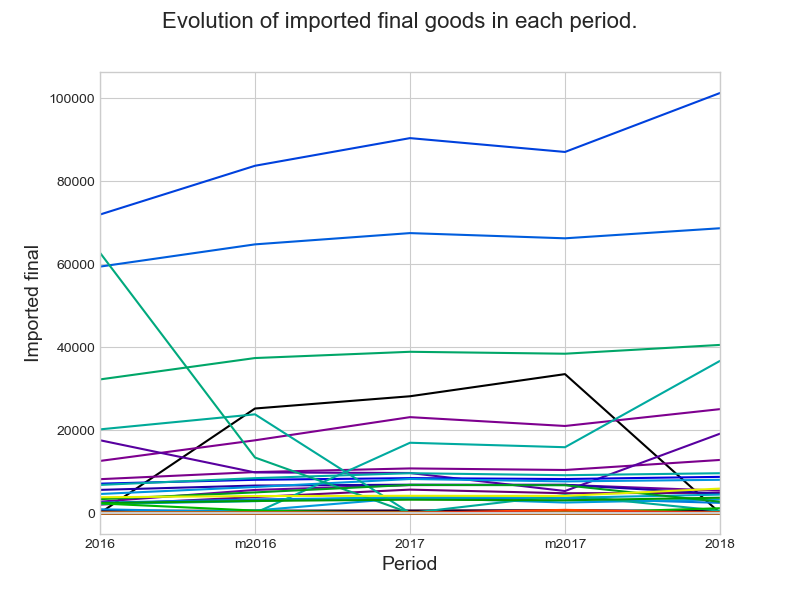 Evolution of imported final goods in each period.
100000
80000
60000
40000
20000
0
Imported final
2016 m2016 2017 m2017 2018
Period